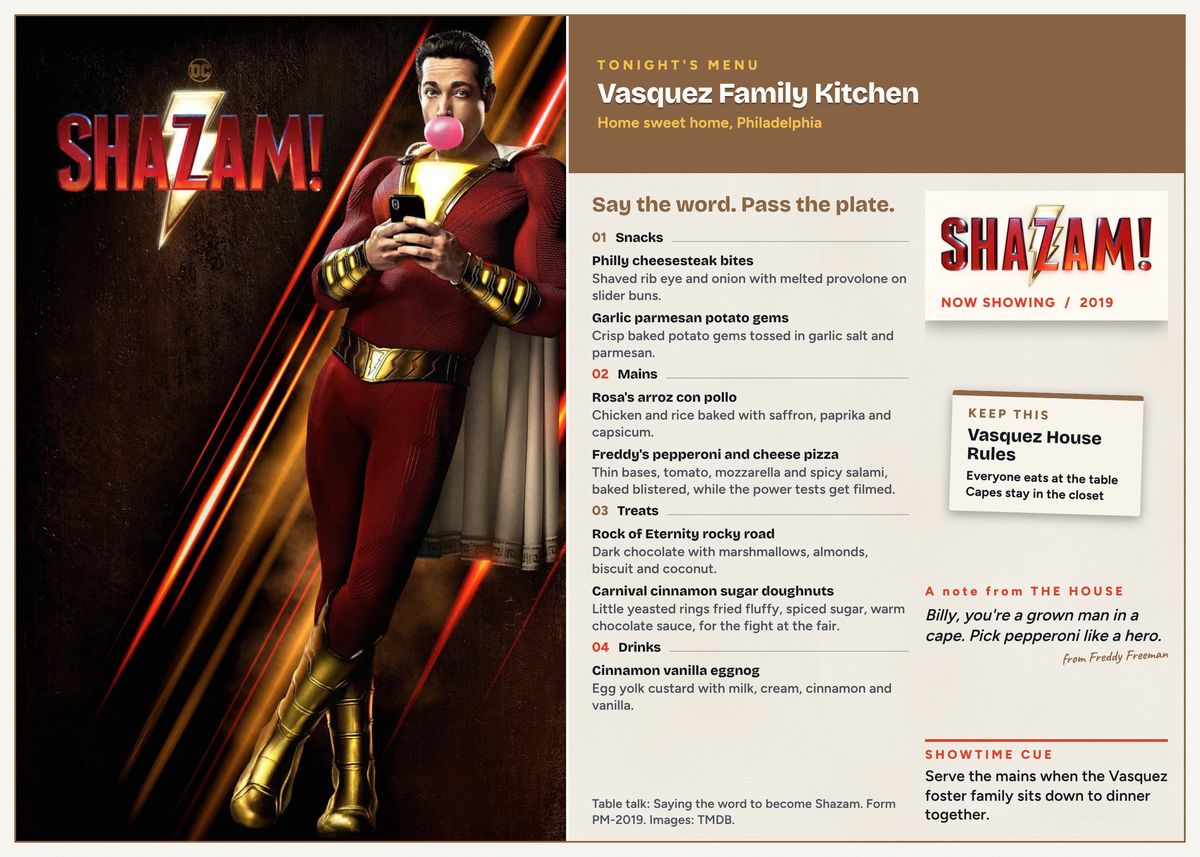 DC
SHAZAM!
TONIGHT'S MENU
Vasquez Family Kitchen
Home sweet home, Philadelphia
Say the word. Pass the plate.
01 Snacks
Philly cheesesteak bites
Shaved rib eye and onion with melted provolone on
slider buns.
Garlic parmesan potato gems
Crisp baked potato gems tossed in garlic salt and
parmesan.
02 Mains
Rosa's arroz con pollo
Chicken and rice baked with saffron, paprika and
capsicum.
Freddy's pepperoni and cheese pizza
Thin bases, tomato, mozzarella and spicy salami,
baked blistered, while the power tests get filmed.
03 Treats
Rock of Eternity rocky road
Dark chocolate with marshmallows, almonds,
biscuit and coconut.
Carnival cinnamon sugar doughnuts
Little yeasted rings fried fluffy, spiced sugar, warm
chocolate sauce, for the fight at the fair.
04 Drinks
Cinnamon vanilla eggnog
Egg yolk custard with milk, cream, cinnamon and
vanilla.
Table talk: Saying the word to become Shazam. Form
PM-2019. Images: TMDB.
SHAZAM!
NOW SHOWING / 2019
KEEP THIS
Vasquez House
Rules
Everyone eats at the table
Capes stay in the closet
A note from THE HOUSE
Billy, you're a grown man in a
cape. Pick pepperoni like a hero.
from Freddy Freeman
SHOWTIME CUE
Serve the mains when the Vasquez
foster family sits down to dinner
together.